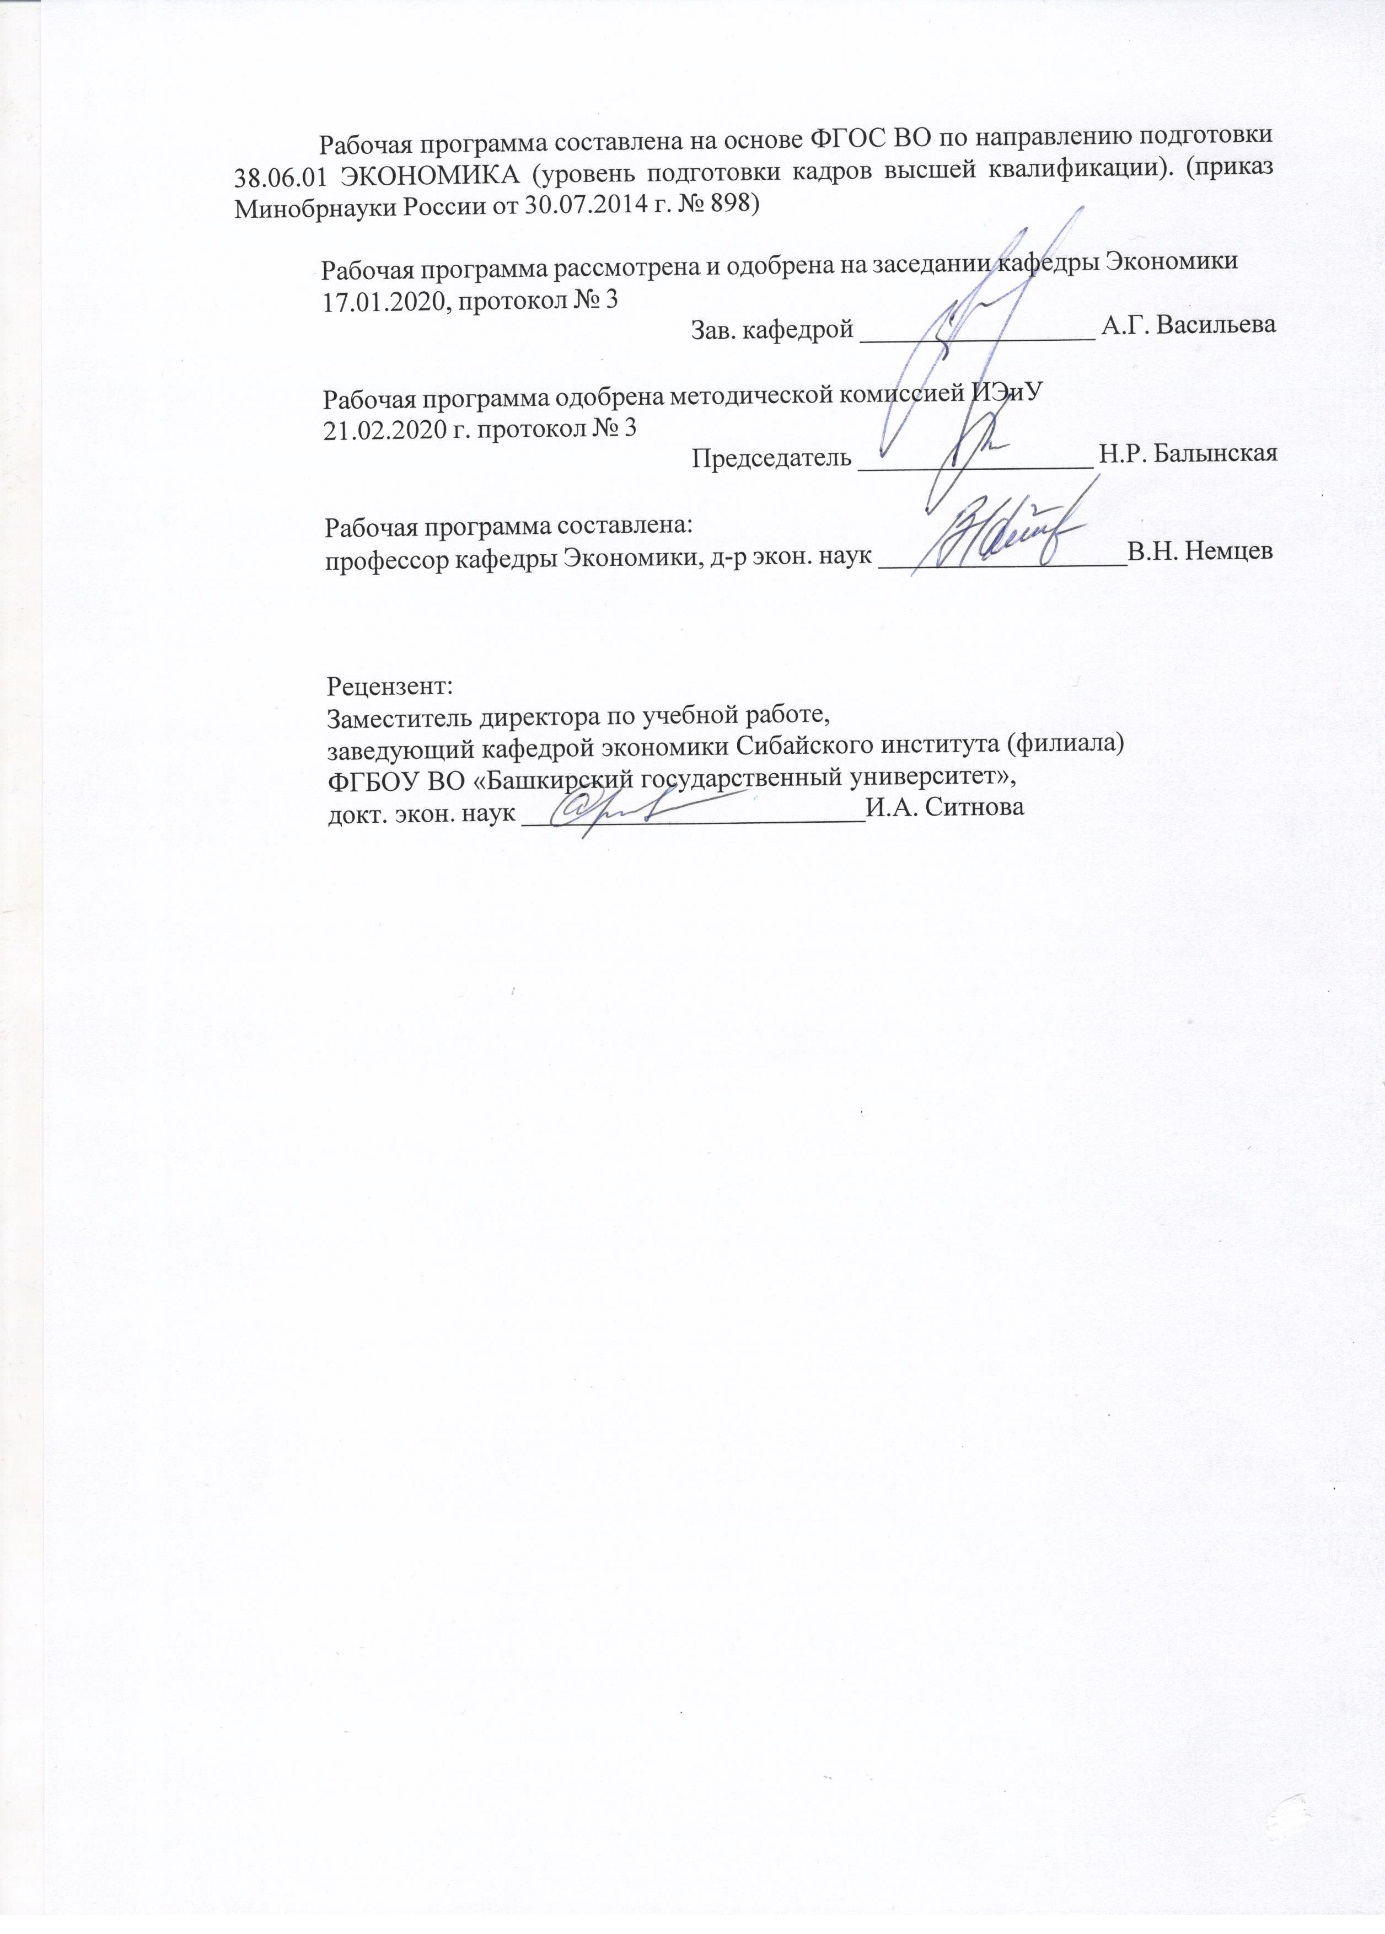 Рабочая программа составлена на основе ФГОС ВО по направлению подготовки
38.06.01 ЭКОНОМИКА (уровень подготовки кадров высшей квалификации). (приказ
Минобрнауки России от 30.07.2014 г. № 898)
Рабочая программа рассмотрена и одобрена на заседании кафедры Экономики
17.01.2020, протокол № 3
Зав. кафедрой _________________ А.Г. Васильева
Рабочая программа одобрена методической комиссией ИЭиУ
21.02.2020 г. протокол № 3
Председатель _________________ Н.Р. Балынская
Рабочая программа составлена:
профессор кафедры Экономики, д-р экон. наук __________________В.Н. Немцев
Рецензент:
Заместитель директора по учебной работе,
заведующий кафедрой экономики Сибайского института (филиала)
ФГБОУ ВО «Башкирский государственный университет»,
докт. экон. наук _________________________И.А. Ситнова